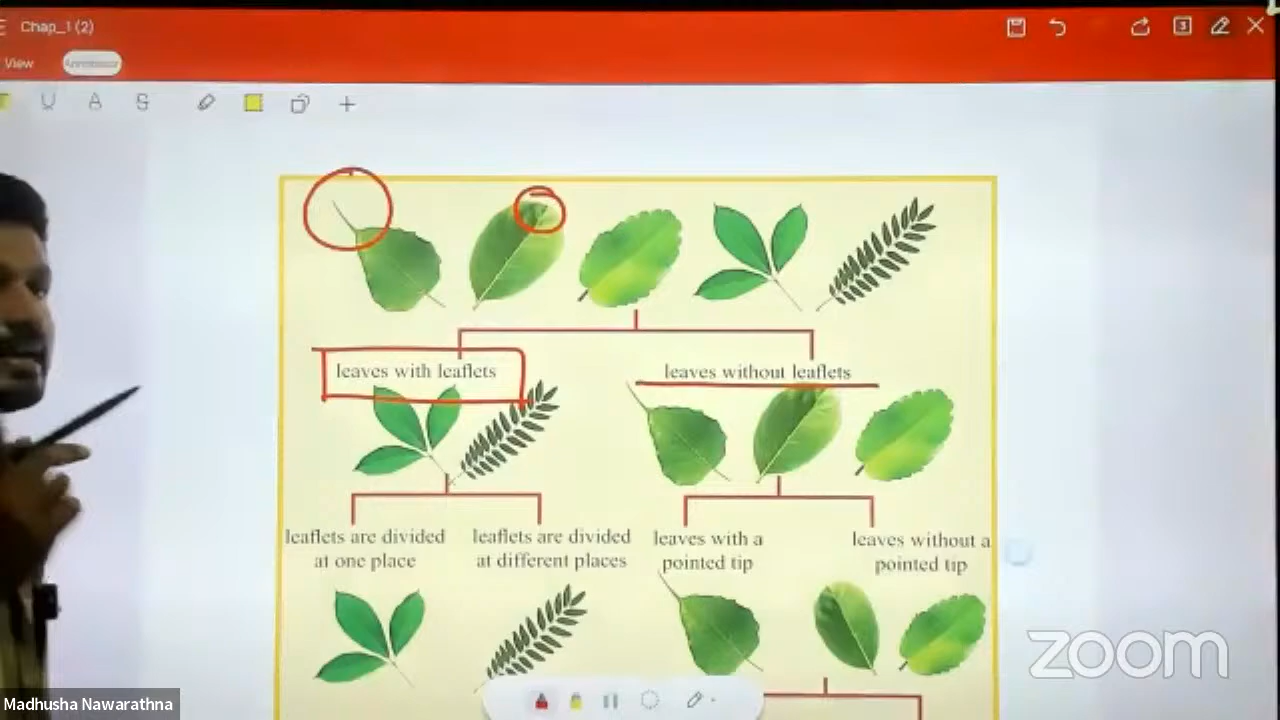 Chap_1 (2)
View
Annotation
leaves with leaflets
leaves without leaflets
leaflets are divided
at one place
leaflets are divided
at different places
leaves with a
pointed tip
leaves without a
pointed tip
zoom
Madhusha Nawarathna